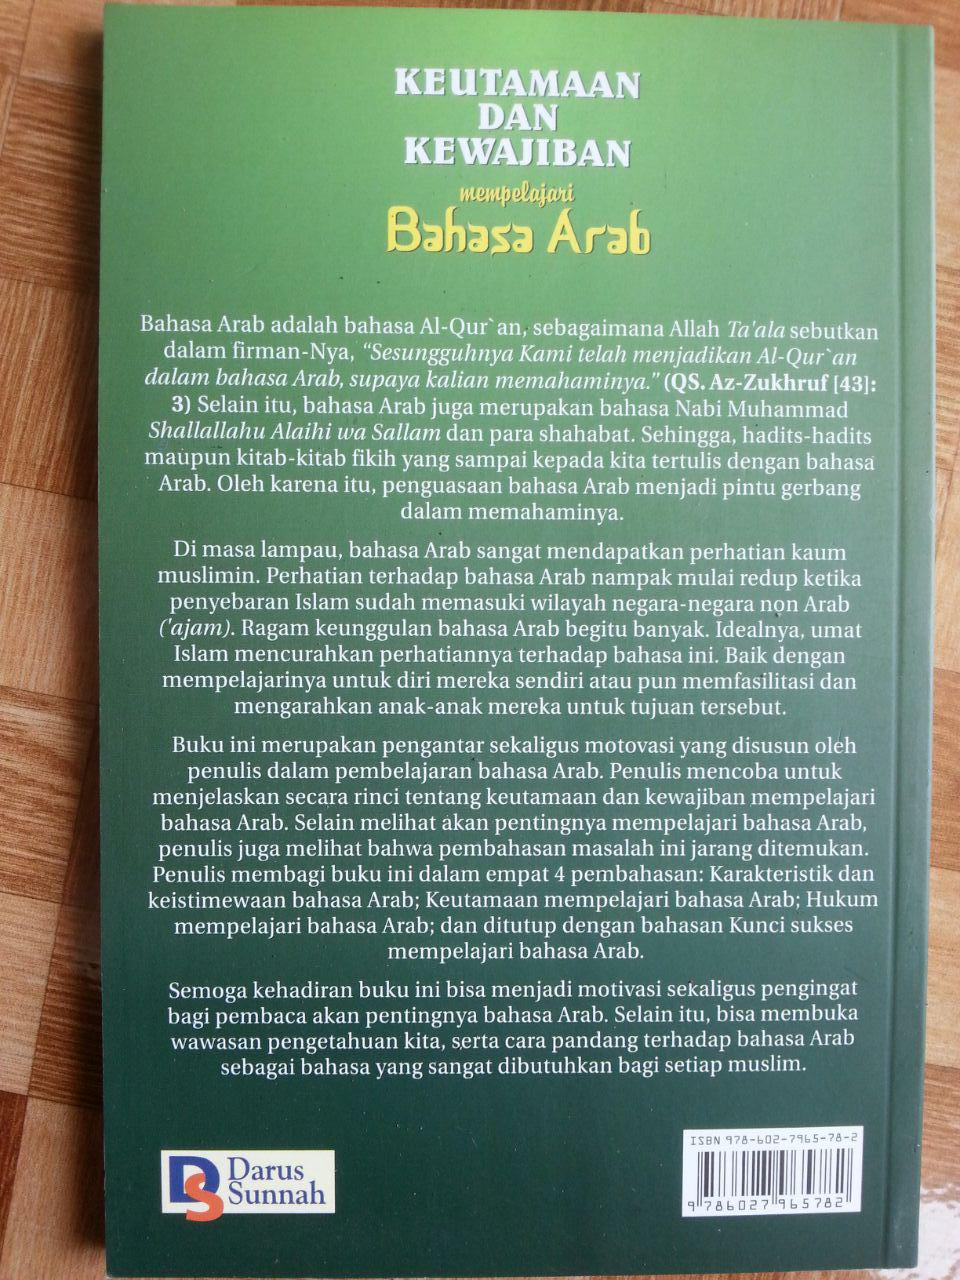 KEUTAMAAN
DAN
KEWAJIBAN
mempelajari
Bahasa Arab
Bahasa Arab adalah bahasa Al-Qur`an, sebagaimana Allah Ta'ala sebutkan
dalam firman-Nya, “Sesungguhnya Kami telah menjadikan Al-Qur`an
dalam bahasa Arab, supaya kalian memahaminya.” (QS. Az-Zukhruf [43]:
3) Selain itu, bahasa Arab juga merupakan bahasa Nabi Muhammad
Shallallahu Alaihi wa Sallam dan para shahabat. Sehingga, hadits-hadits
maupun kitab-kitab fikih yang sampai kepada kita tertulis dengan bahasa
Arab. Oleh karena itu, penguasaan bahasa Arab menjadi pintu gerbang
dalam memahaminya.
Di masa lampau, bahasa Arab sangat mendapatkan perhatian kaum
muslimin. Perhatian terhadap bahasa Arab nampak mulai redup ketika
penyebaran Islam sudah memasuki wilayah negara-negara non Arab
('ajam). Ragam keunggulan bahasa Arab begitu banyak. Idealnya, umat
Islam mencurahkan perhatiannya terhadap bahasa ini. Baik dengan
mempelajarinya untuk diri mereka sendiri atau pun memfasilitasi dan
mengarahkan anak-anak mereka untuk tujuan tersebut.
Buku ini merupakan pengantar sekaligus motovasi yang disusun oleh
penulis dalam pembelajaran bahasa Arab. Penulis mencoba untuk
menjelaskan secara rinci tentang keutamaan dan kewajiban mempelajari
bahasa Arab. Selain melihat akan pentingnya mempelajari bahasa Arab,
penulis juga melihat bahwa pembahasan masalah ini jarang ditemukan.
Penulis membagi buku ini dalam empat 4 pembahasan: Karakteristik dan
keistimewaan bahasa Arab; Keutamaan mempelajari bahasa Arab; Hukum
mempelajari bahasa Arab; dan ditutup dengan bahasan Kunci sukses
mempelajari bahasa Arab.
Semoga kehadiran buku ini bisa menjadi motivasi sekaligus pengingat
bagi pembaca akan pentingnya bahasa Arab. Selain itu, bisa membuka
wawasan pengetahuan kita, serta cara pandang terhadap bahasa Arab
sebagai bahasa yang sangat dibutuhkan bagi setiap muslim.
DS
Darus
Sunnah
ISBN 978-602-7965-78-2
9 786027 965782